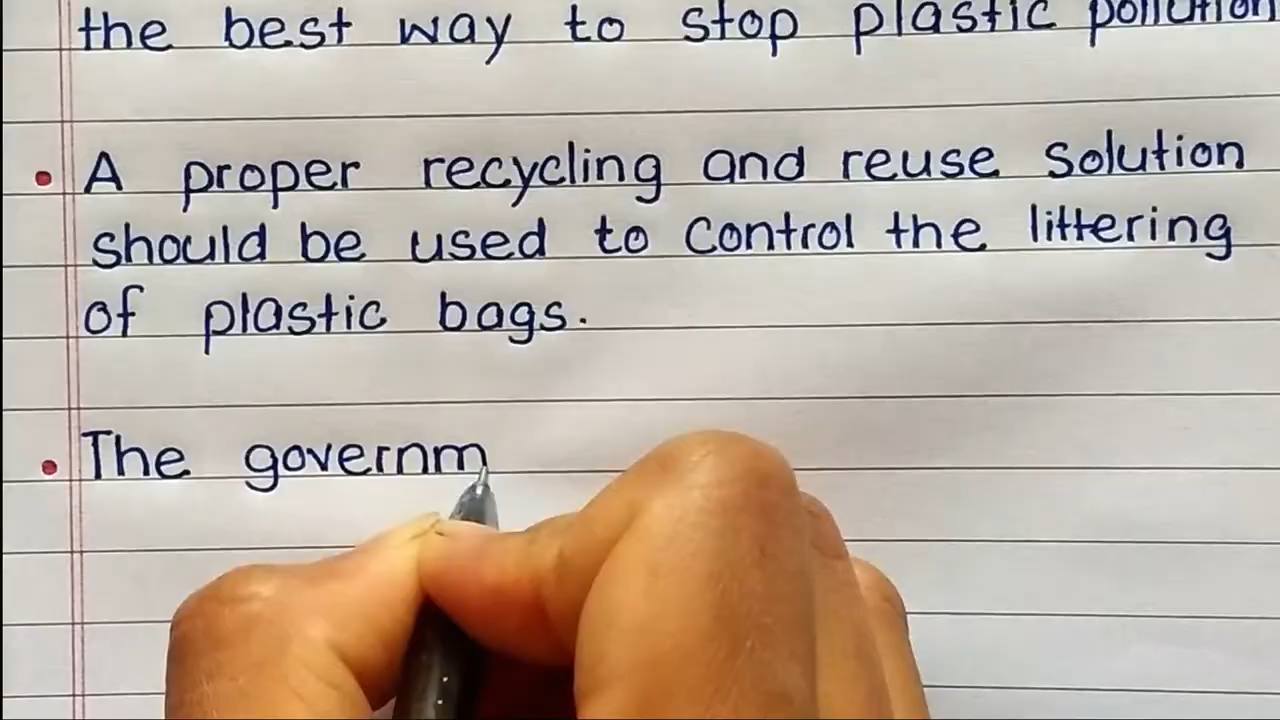 the best way to stop plastic pollution
• A proper recycling and reuse solution
should be used to control the littering
of plastic bags.
• The governm